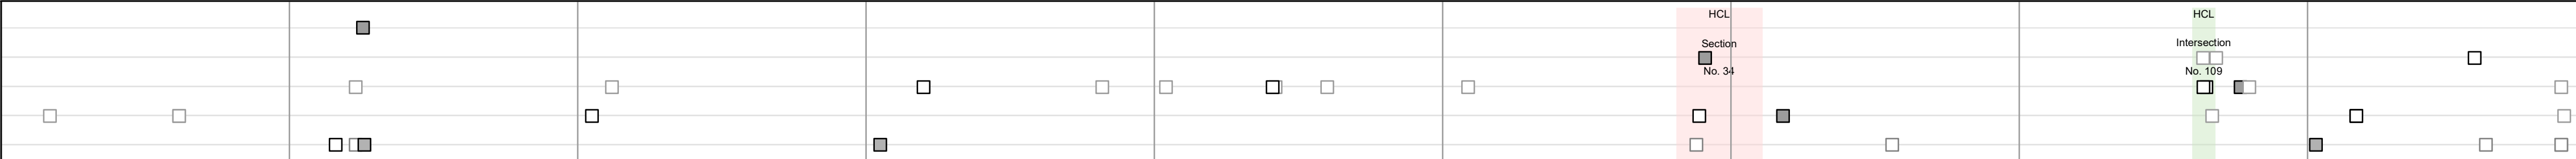 HCL
Section
No. 34
HCL
Intersection
No. 109